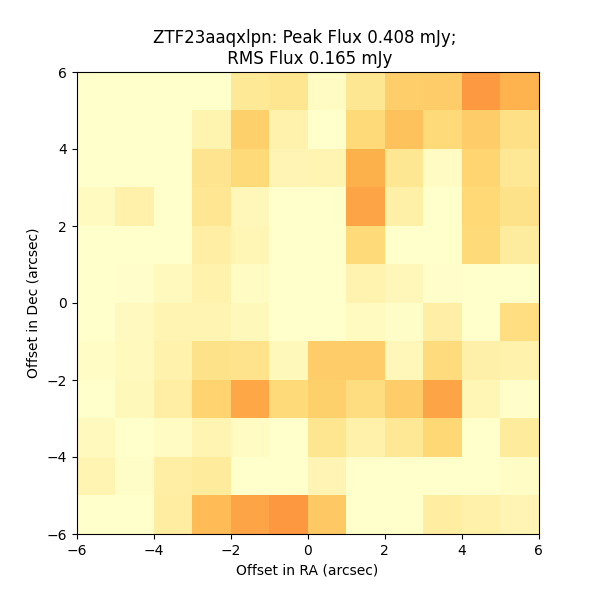 ZTF23aaqxlpn: Peak Flux 0.408 mJy;
RMS Flux 0.165 mJy
6
4
2
0
−2
−4
−6
Offset in Dec (arcsec)
−6 −4 −2 0 2 4 6
Offset in RA (arcsec)